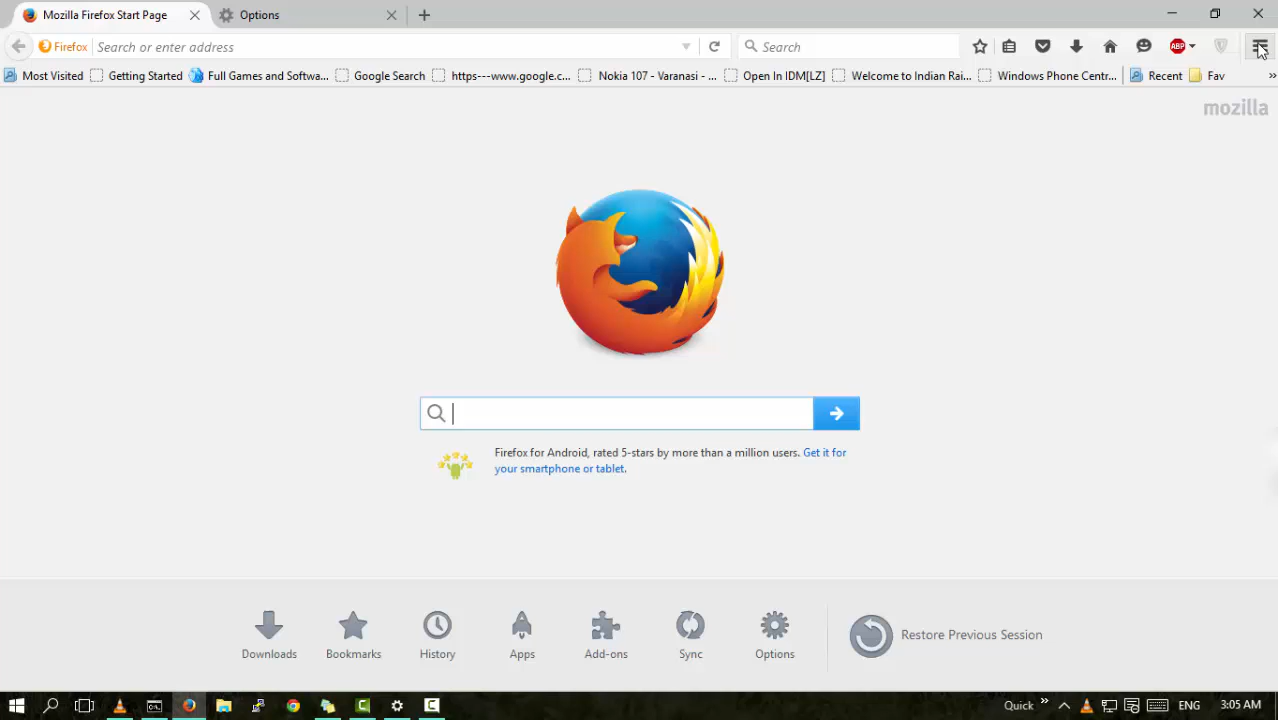 Mozilla Firefox Start Page
Options
Firefox
Search or enter address
Search
ABP
Most Visited
Getting Started
Full Games and Softwa...
Google Search
https---www.google.c...
Nokia 107 - Varanasi - ...
Open In IDM[LZ]
Welcome to Indian Rai...
Windows Phone Centr...
Recent
Fav
mozilla
Firefox for Android, rated 5-stars by more than a million users. Get it for
your smartphone or tablet.
Downloads
Bookmarks
History
Apps
Add-ons
Sync
Options
Restore Previous Session
Quick
ENG
3:05 AM